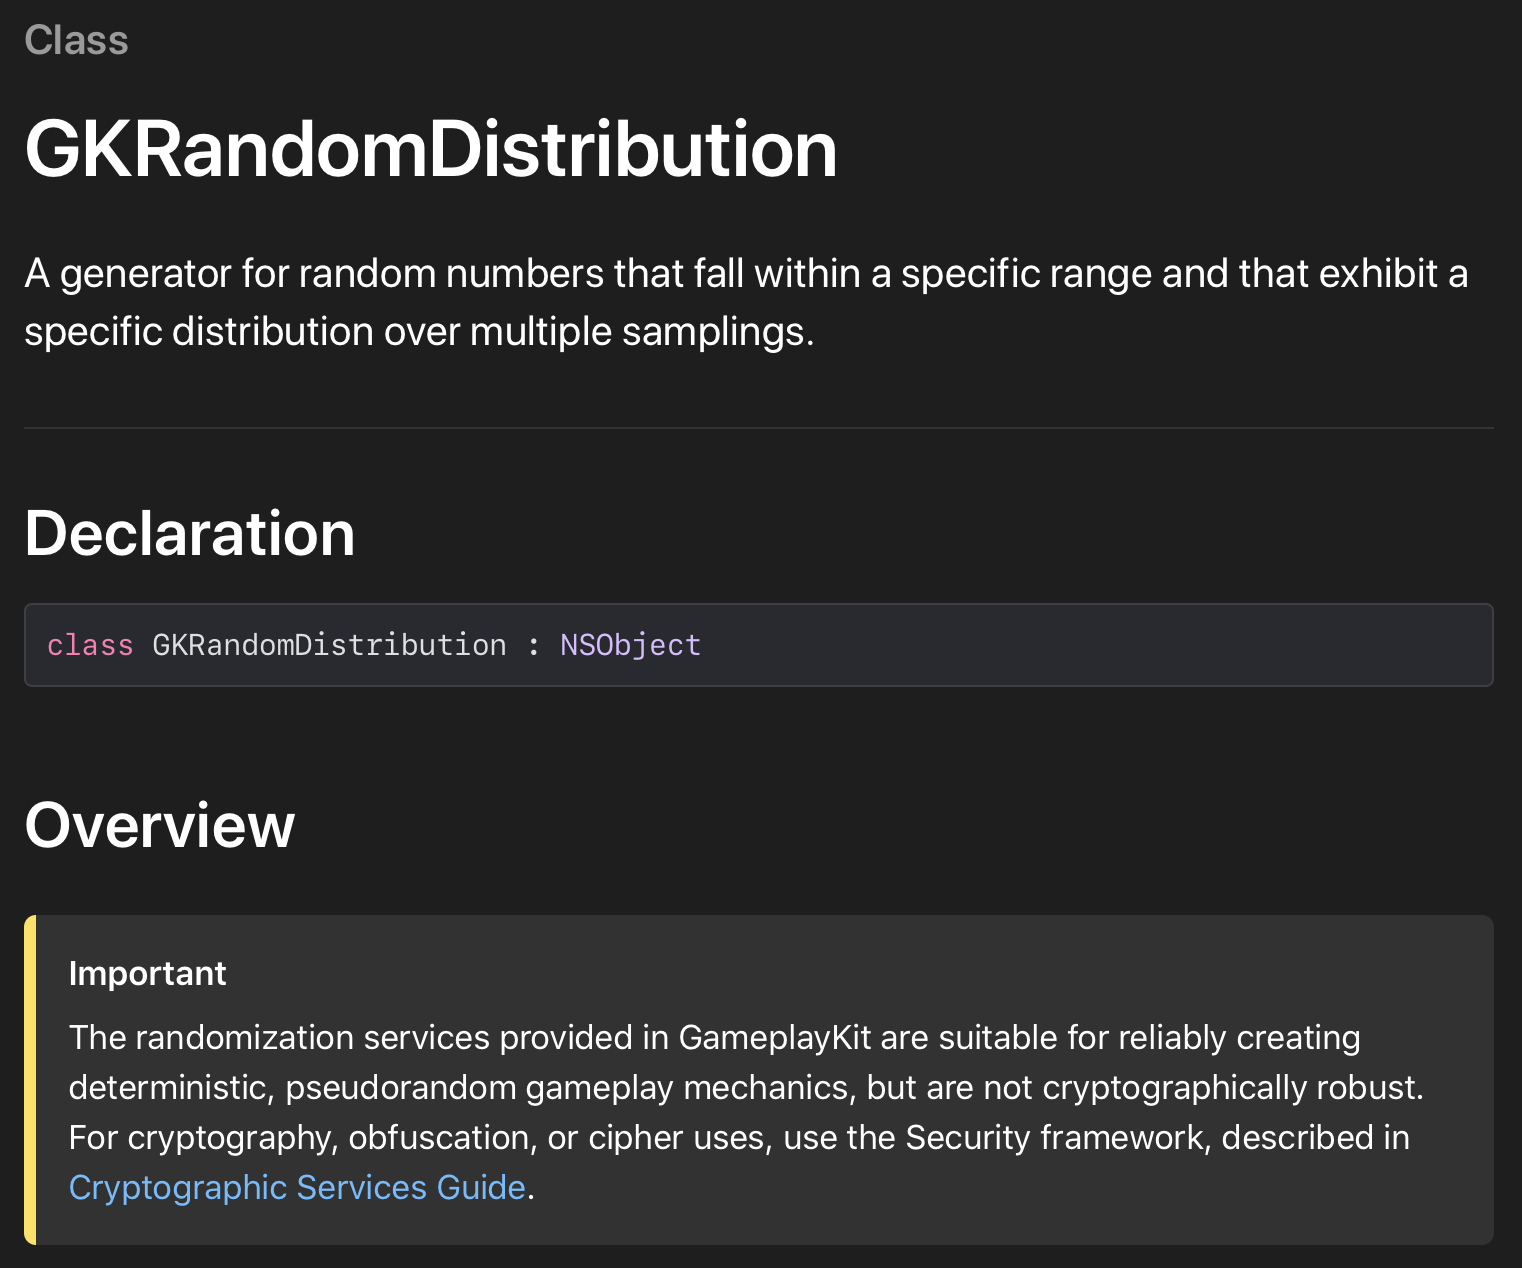 Class
GKRandomDistribution
A generator for random numbers that fall within a specific range and that exhibit a
specific distribution over multiple samplings.
Declaration
class GKRandomDistribution : NSObject
Overview
Important
The randomization services provided in GameplayKit are suitable for reliably creating
deterministic, pseudorandom gameplay mechanics, but are not cryptographically robust.
For cryptography, obfuscation, or cipher uses, use the Security framework, described in
Cryptographic Services Guide.